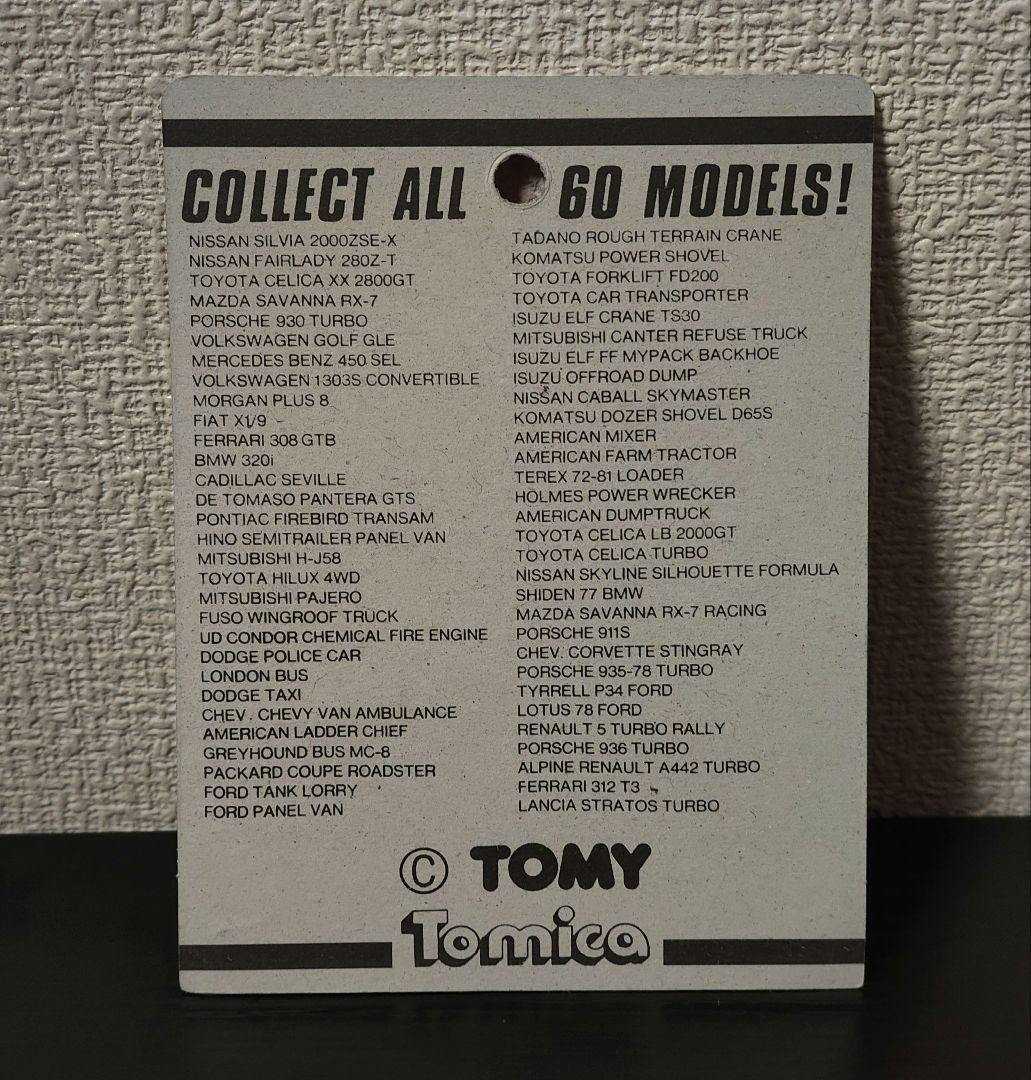 COLLECT ALL 60 MODELS!
NISSAN SILVIA 2000ZSE-X
NISSAN FAIRLADY 280Z-T
TOYOTA CELICA XX 2800GT
MAZDA SAVANNA RX-7
PORSCHE 930 TURBO
VOLKSWAGEN GOLF GLE
MERCEDES BENZ 450 SEL
VOLKSWAGEN 1303S CONVERTIBLE
MORGAN PLUS 8
FIAT X1/9
FERRARI 308 GTB
BMW 320i
CADILLAC SEVILLE
DE TOMASO PANTERA GTS
PONTIAC FIREBIRD TRANSAM
HINO SEMITRAILER PANEL VAN
MITSUBISHI H-J58
TOYOTA HILUX 4WD
MITSUBISHI PAJERO
FUSO WINGROOF TRUCK
UD CONDOR CHEMICAL FIRE ENGINE
DODGE POLICE CAR
LONDON BUS
DODGE TAXI
CHEV. CHEVY VAN AMBULANCE
AMERICAN LADDER CHIEF
GREYHOUND BUS MC-8
PACKARD COUPE ROADSTER
FORD TANK LORRY
FORD PANEL VAN
TADANO ROUGH TERRAIN CRANE
KOMATSU POWER SHOVEL
TOYOTA FORKLIFT FD200
TOYOTA CAR TRANSPORTER
ISUZU ELF CRANE TS30
MITSUBISHI CANTER REFUSE TRUCK
ISUZU ELF FF MYPACK BACKHOE
ISUZU OFFROAD DUMP
NISSAN CABALL SKYMASTER
KOMATSU DOZER SHOVEL D65S
AMERICAN MIXER
AMERICAN FARM TRACTOR
TEREX 72-81 LOADER
HOLMES POWER WRECKER
AMERICAN DUMPTRUCK
TOYOTA CELICA LB 2000GT
TOYOTA CELICA TURBO
NISSAN SKYLINE SILHOUETTE FORMULA
SHIDEN 77 BMW
MAZDA SAVANNA RX-7 RACING
PORSCHE 911S
CHEV. CORVETTE STINGRAY
PORSCHE 935-78 TURBO
TYRRELL P34 FORD
LOTUS 78 FORD
RENAULT 5 TURBO RALLY
PORSCHE 936 TURBO
ALPINE RENAULT A442 TURBO
FERRARI 312 T3
LANCIA STRATOS TURBO
© TOMY
Tomica